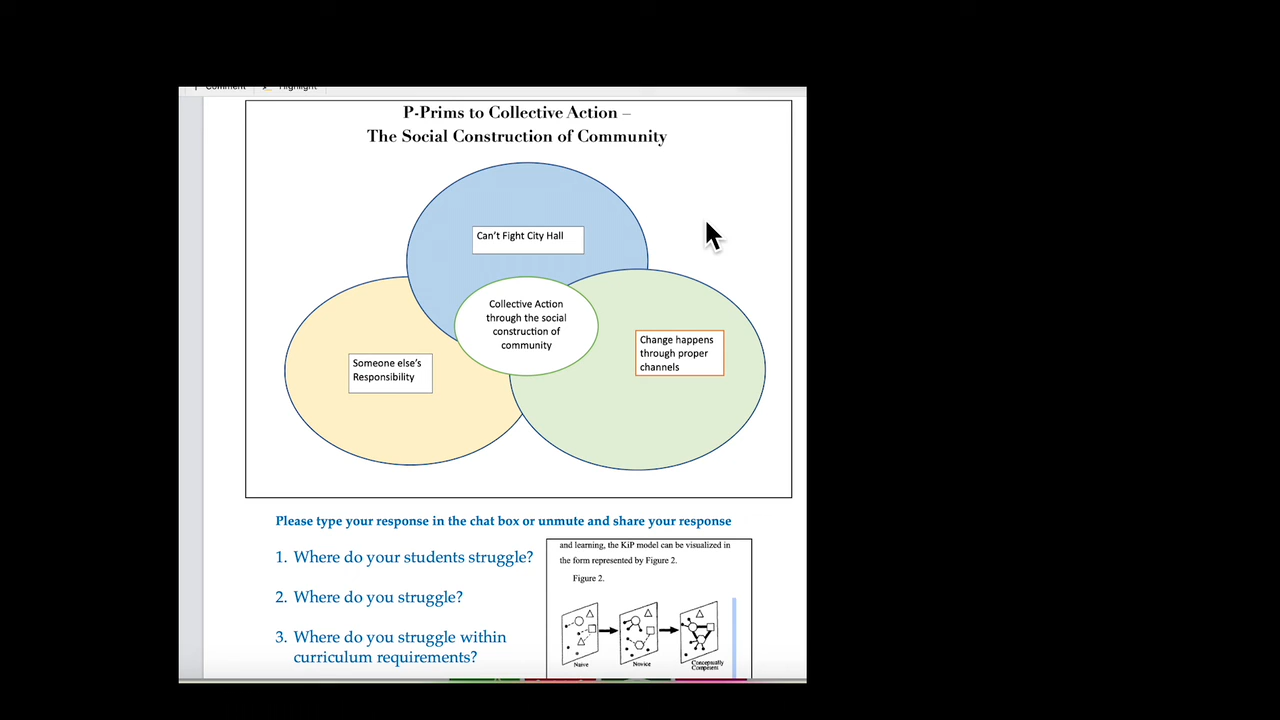 Comment Highlight
P-Prims to Collective Action –
The Social Construction of Community
Can't Fight City Hall
Collective Action
through the social
construction of
community
Change happens
through proper
channels
Someone else's
Responsibility
Please type your response in the chat box or unmute and share your response
1. Where do your students struggle?
2. Where do you struggle?
3. Where do you struggle within
curriculum requirements?
and learning, the KiP model can be visualized in
the form represented by Figure 2.
Figure 2.
Naive
Novice
Conceptually
Competent